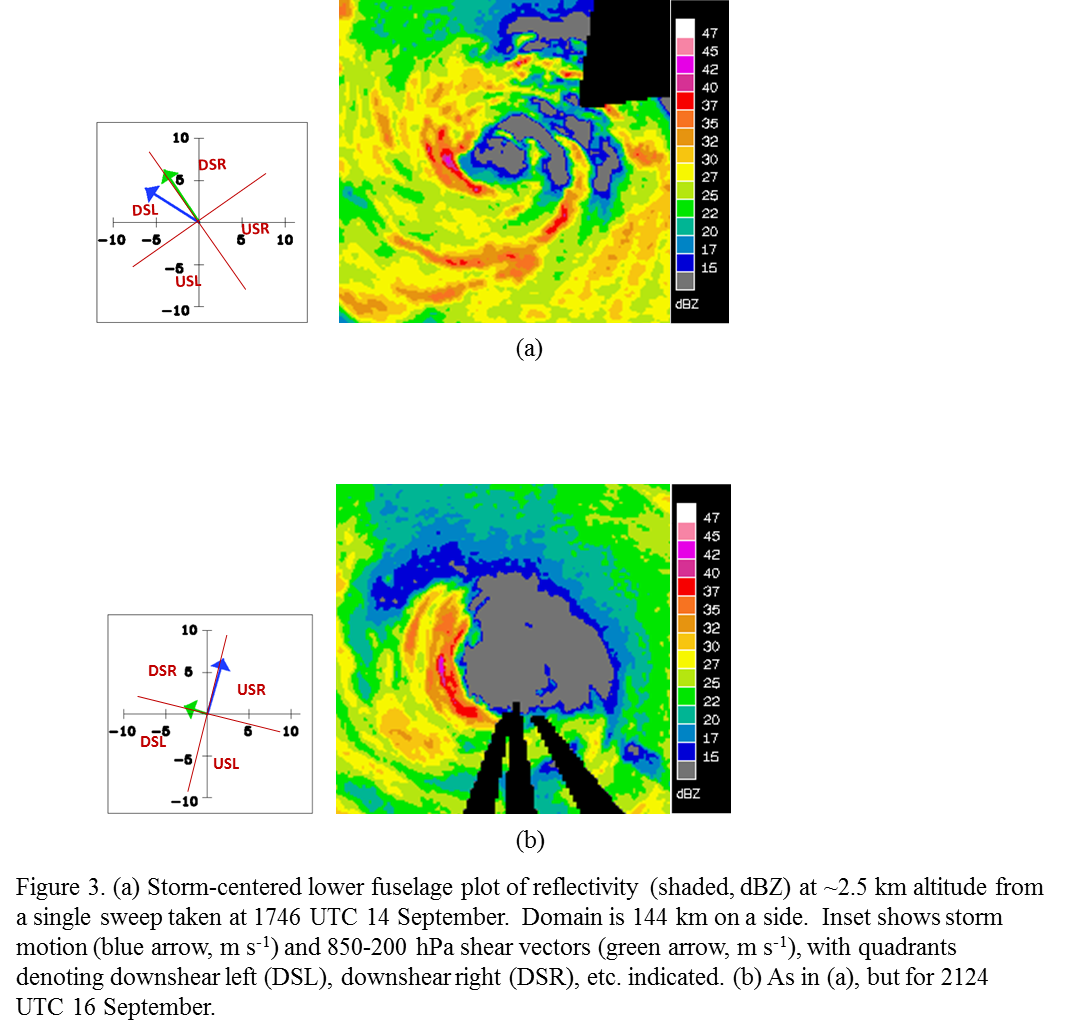 10
DSR
5
DSL
USR
-10 -5 5 10
-5
USL
-10
47
45
42
40
37
35
32
30
27
25
22
20
17
15
dBZ
(a)
10
DSR 5
USR
-10 -5 5 10
DSL
-5 USL
-10
47
45
42
40
37
35
32
30
27
25
22
20
17
15
dBZ
(b)
Figure 3. (a) Storm-centered lower fuselage plot of reflectivity (shaded, dBZ) at ~2.5 km altitude from
a single sweep taken at 1746 UTC 14 September. Domain is 144 km on a side. Inset shows storm
motion (blue arrow, m s-1) and 850-200 hPa shear vectors (green arrow, m s-1), with quadrants
denoting downshear left (DSL), downshear right (DSR), etc. indicated. (b) As in (a), but for 2124
UTC 16 September.